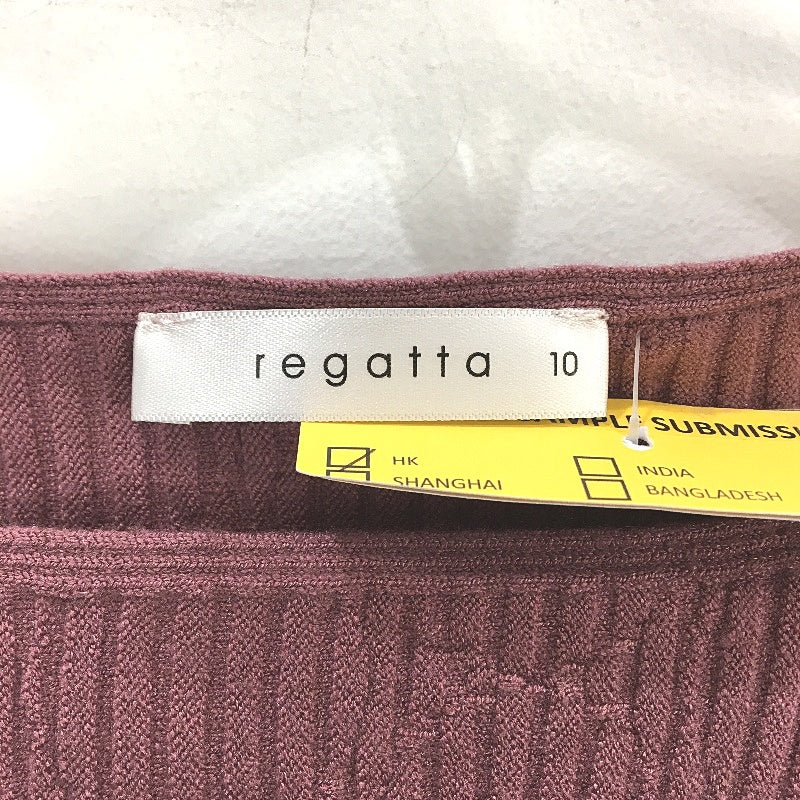 regatta 10
SUBMISSI
HK
SHANGHAI
INDIA
BANGLADESH